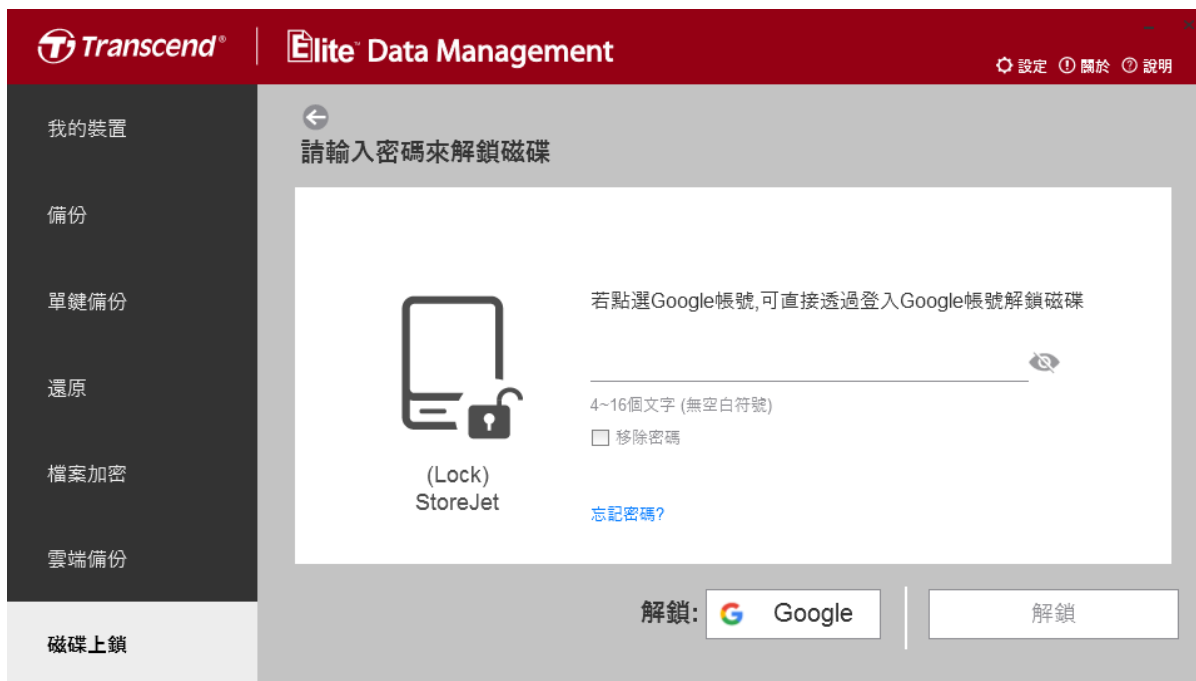 Transcend®
Elite™ Data Management
設定 關於 說明
我的裝置
備份
單鍵備份
還原
檔案加密
雲端備份
磁碟上鎖
請輸入密碼來解鎖磁碟
(Lock)
StoreJet
若點選Google帳號,可直接透過登入Google帳號解鎖磁碟
4~16個文字 (無空白符號)
移除密碼
忘記密碼?
解鎖: Google
解鎖